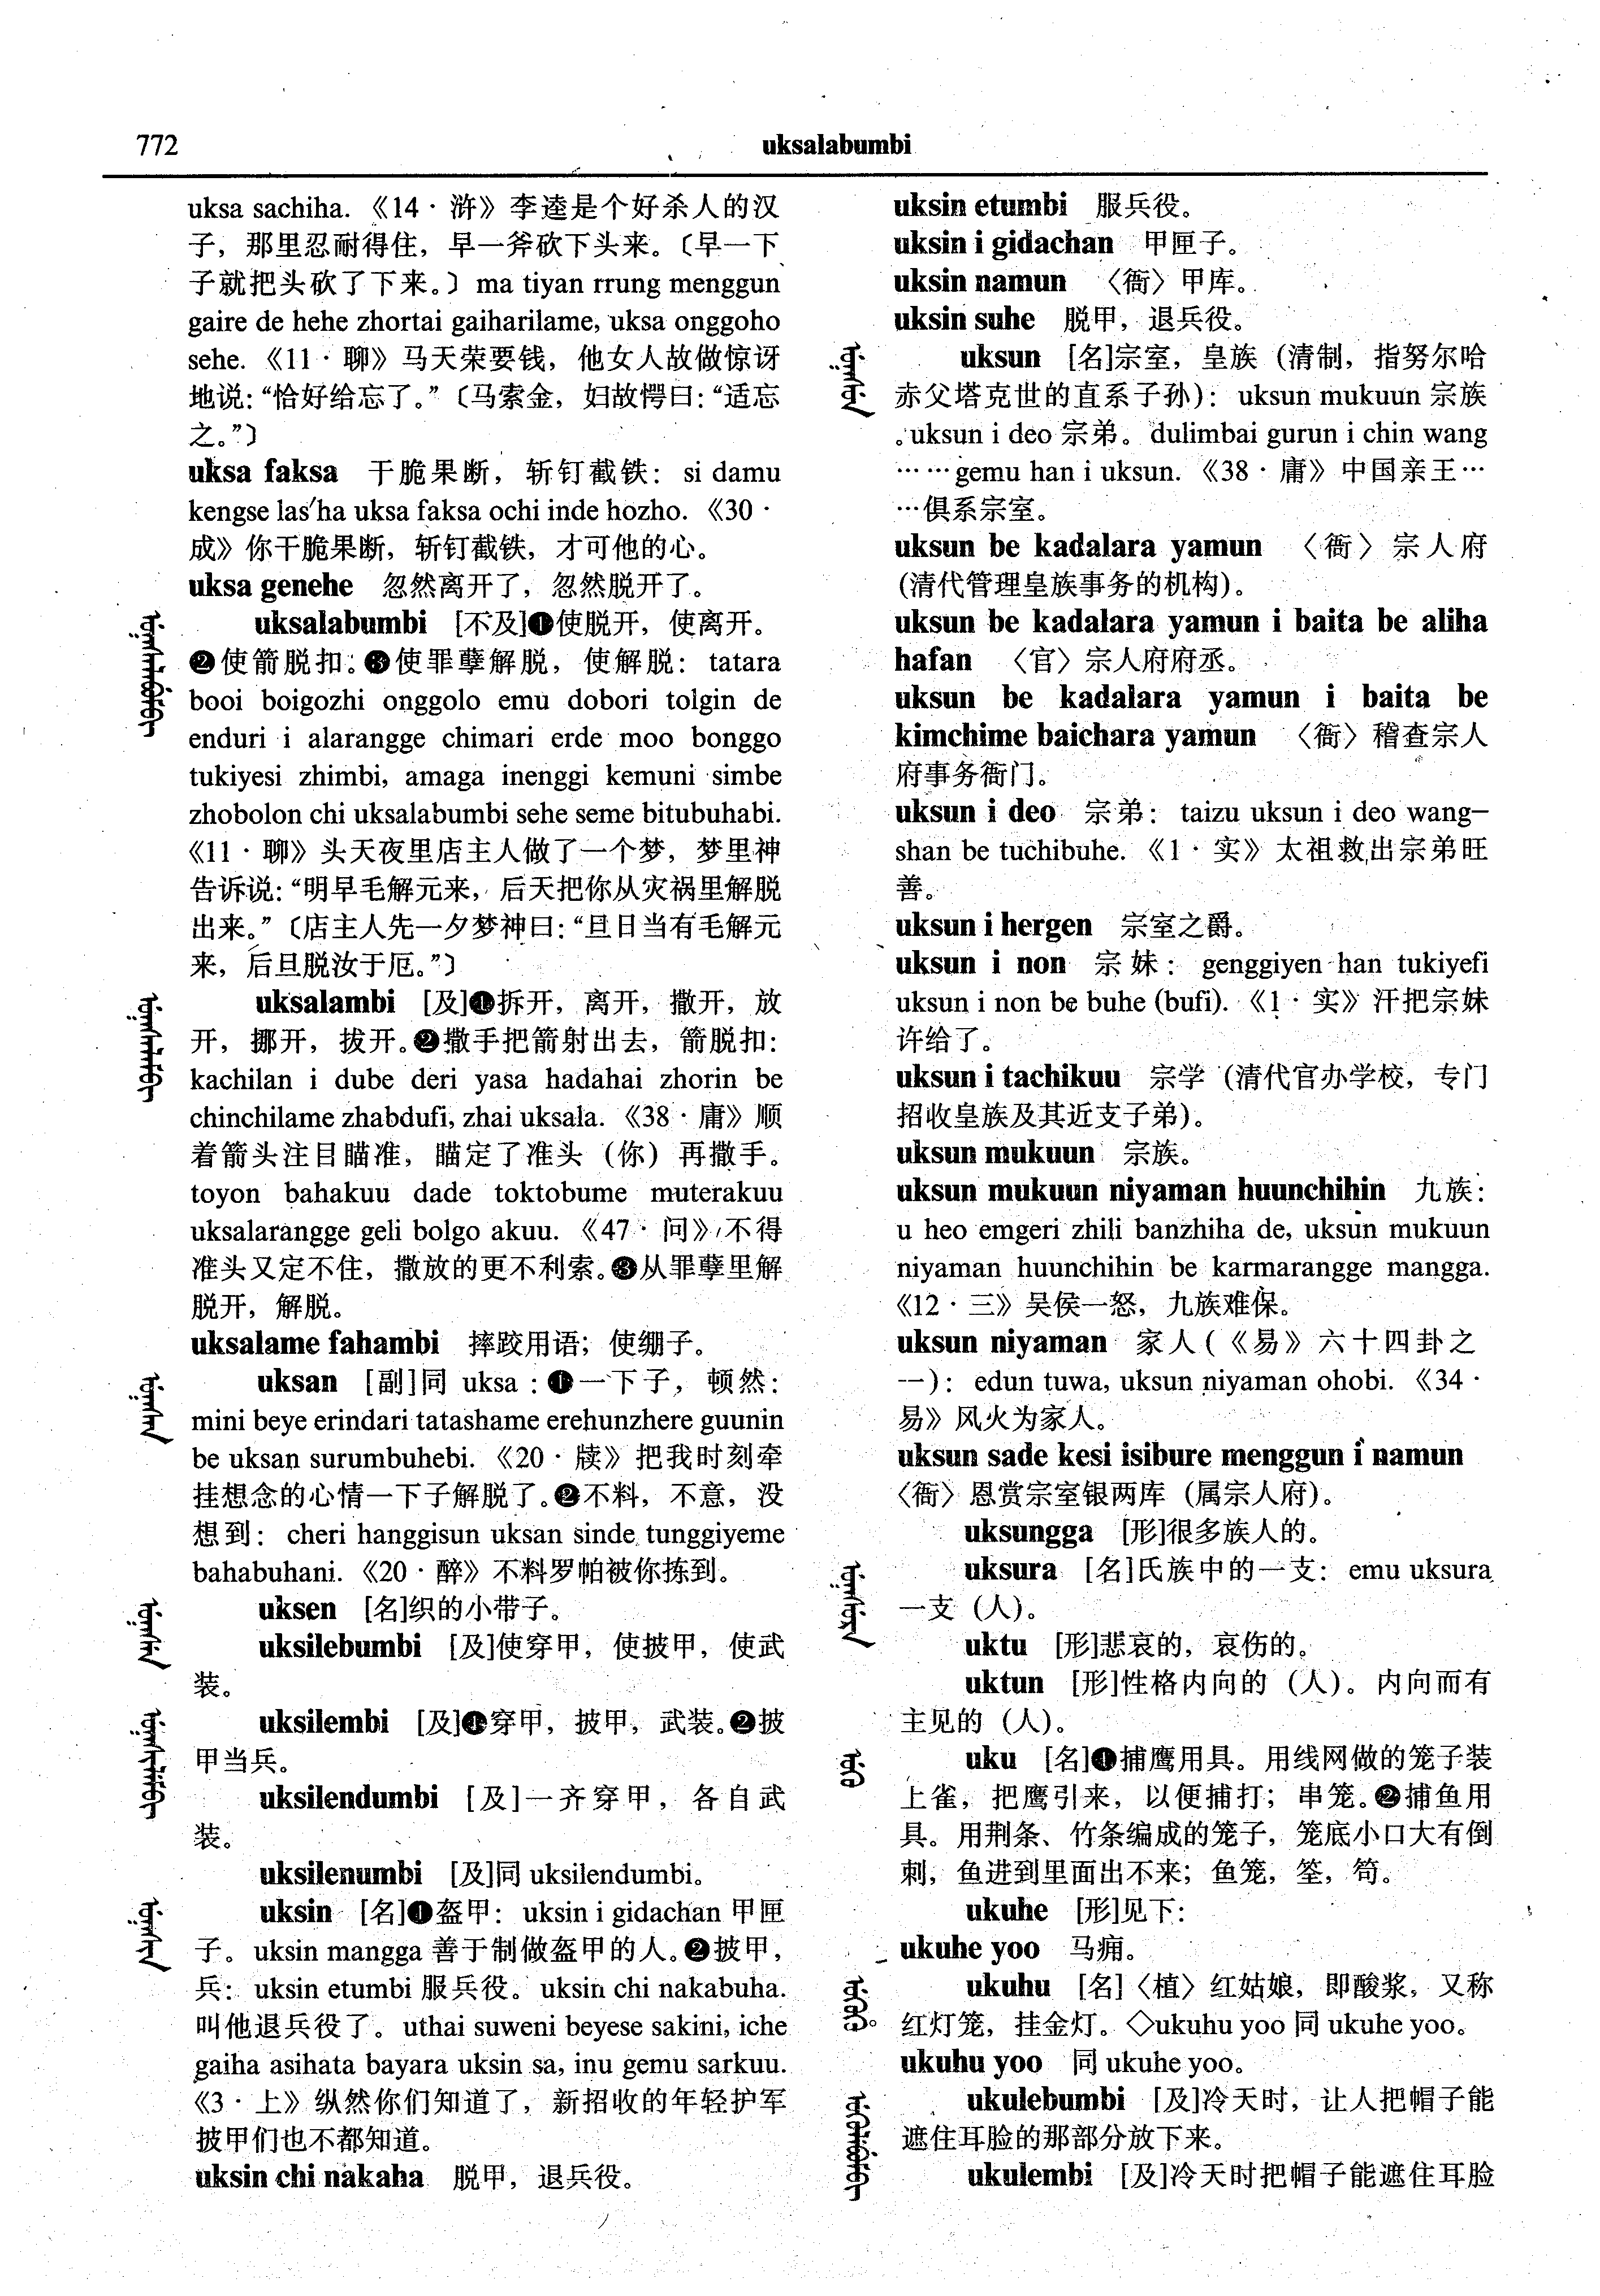 772
uksalabumbi
uksa sachiha.《14·浒》李逵是个好杀人的汉
子，那里忍耐得住，早一斧砍下头来。〔早一下
子就把头砍了下来。〕ma tiyan rrung menggun
gaire de hehe zhortai gaiharilame, uksa onggoho
sehe.《11·聊》马天荣要钱，他女人故做惊讶
地说：“恰好给忘了。”〔马索金，妇故愕曰：“适忘
之。”〕
uksa faksa 干脆果断，斩钉截铁：si damu
kengse las'ha uksa faksa ochi inde hozho.《30·
成》你干脆果断，斩钉截铁，才可他的心。
uksa genehe 忽然离开了，忽然脱开了。
uksalabumbi [不及]❶使脱开，使离开。
❷使箭脱扣。❸使罪孽解脱，使解脱：tatara
booi boigozhi onggolo emu dobori tolgin de
enduri i alarangge chimari erde moo bonggo
tukiyesi zhimbi, amaga inenggi kemuni simbe
zhobolon chi uksalabumbi sehe seme bitubuhabi.
《11·聊》头天夜里店主人做了一个梦，梦里神
告诉说：“明早毛解元来，后天把你从灾祸里解脱
出来。”〔店主人先一夕梦神曰：“旦日当有毛解元
来，后旦脱汝于厄。”〕
uksalambi [及]❶拆开，离开，撒开，放
开，挪开，拔开。❷撒手把箭射出去，箭脱扣：
kachilan i dube deri yasa hadahai zhorin be
chinchilame zhabdufi, zhai uksala.《38·庸》顺
着箭头注目瞄准，瞄定了准头（你）再撒手。
toyon bahakuu dade toktobume muterakuu
uksalarangge geli bolgo akuu.《47·问》不得
准头又定不住，撒放的更不利索。❸从罪孽里解
脱开，解脱。
uksalame fahambi 摔跤用语；使绷子。
uksan [副]同 uksa：❶一下子，顿然：
mini beye erindari tatashame erehunzhere guunin
be uksan surumbuhebi.《20·牍》把我时刻牵
挂想念的心情一下子解脱了。❷不料，不意，没
想到：cheri hanggisun uksan sinde tunggiyeme
bahabuhani.《20·醉》不料罗帕被你拣到。
uksen [名]织的小带子。
uksilebumbi [及]使穿甲，使披甲，使武
装。
uksilembi [及]❶穿甲，披甲，武装。❷披
甲当兵。
uksilendumbi [及]一齐穿甲，各自武
装。
uksilenumbi [及]同 uksilendumbi。
uksin [名]❶盔甲：uksin i gidachan 甲匣
子。uksin mangga 善于制做盔甲的人。❷披甲，
兵：uksin etumbi 服兵役。uksin chi nakabuha.
叫他退兵役了。uthai suweni beyese sakini, iche
gaiha asihata bayara uksin sa, inu gemu sarkuu.
《3·上》纵然你们知道了，新招收的年轻护军
披甲们也不都知道。
uksin chi nakaha 脱甲，退兵役。
uksin etumbi 服兵役。
uksin i gidachan 甲匣子。
uksin namun 〈衙〉甲库。
uksin suhe 脱甲，退兵役。
uksun [名]宗室，皇族（清制，指努尔哈
赤父塔克世的直系子孙）：uksun mukuun 宗族
。uksun i deo 宗弟。dulimbai gurun i chin wang
……gemu han i uksun.《38·庸》中国亲王…
…俱系宗室。
uksun be kadalara yamun 〈衙〉宗人府
（清代管理皇族事务的机构）。
uksun be kadalara yamun i baita be aliha
hafan 〈官〉宗人府府丞。
uksun be kadalara yamun i baita be
kimchime baichara yamun 〈衙〉稽查宗人
府事务衙门。
uksun i deo 宗弟：taizu uksun i deo wang-
shan be tuchibuhe.《1·实》太祖救出宗弟旺
善。
uksun i hergen 宗室之爵。
uksun i non 宗妹：genggiyen han tukiyefi
uksun i non be buhe (bufi).《1·实》汗把宗妹
许给了。
uksun i tachikuu 宗学（清代官办学校，专门
招收皇族及其近支子弟）。
uksun mukuun 宗族。
uksun mukuun niyaman huunchihin 九族：
u heo emgeri zhili banzhiha de, uksun mukuun
niyaman huunchihin be karmarangge mangga.
《12·三》吴侯一怒，九族难保。
uksun niyaman 家人（《易》六十四卦之
一）：edun tuwa, uksun niyaman ohobi.《34·
易》风火为家人。
uksun sade kesi isibure menggun i namun
〈衙〉恩赏宗室银两库（属宗人府）。
uksungga [形]很多族人的。
uksura [名]氏族中的一支：emu uksura
一支（人）。
uktu [形]悲哀的，哀伤的。
uktun [形]性格内向的（人）。内向而有
主见的（人）。
uku [名]❶捕鹰用具。用线网做的笼子装
上雀，把鹰引来，以便捕打；串笼。❷捕鱼用
具。用荆条、竹条编成的笼子，笼底小口大有倒
刺，鱼进到里面出不来；鱼笼，筌，笱。
ukuhe [形]见下：
ukuhe yoo 马痈。
ukuhu [名]〈植〉红姑娘，即酸浆，又称
红灯笼，挂金灯。◇ukuhu yoo 同 ukuhe yoo。
ukuhu yoo 同 ukuhe yoo。
ukulebumbi [及]冷天时，让人把帽子能
遮住耳脸的那部分放下来。
ukulembi [及]冷天时把帽子能遮住耳脸